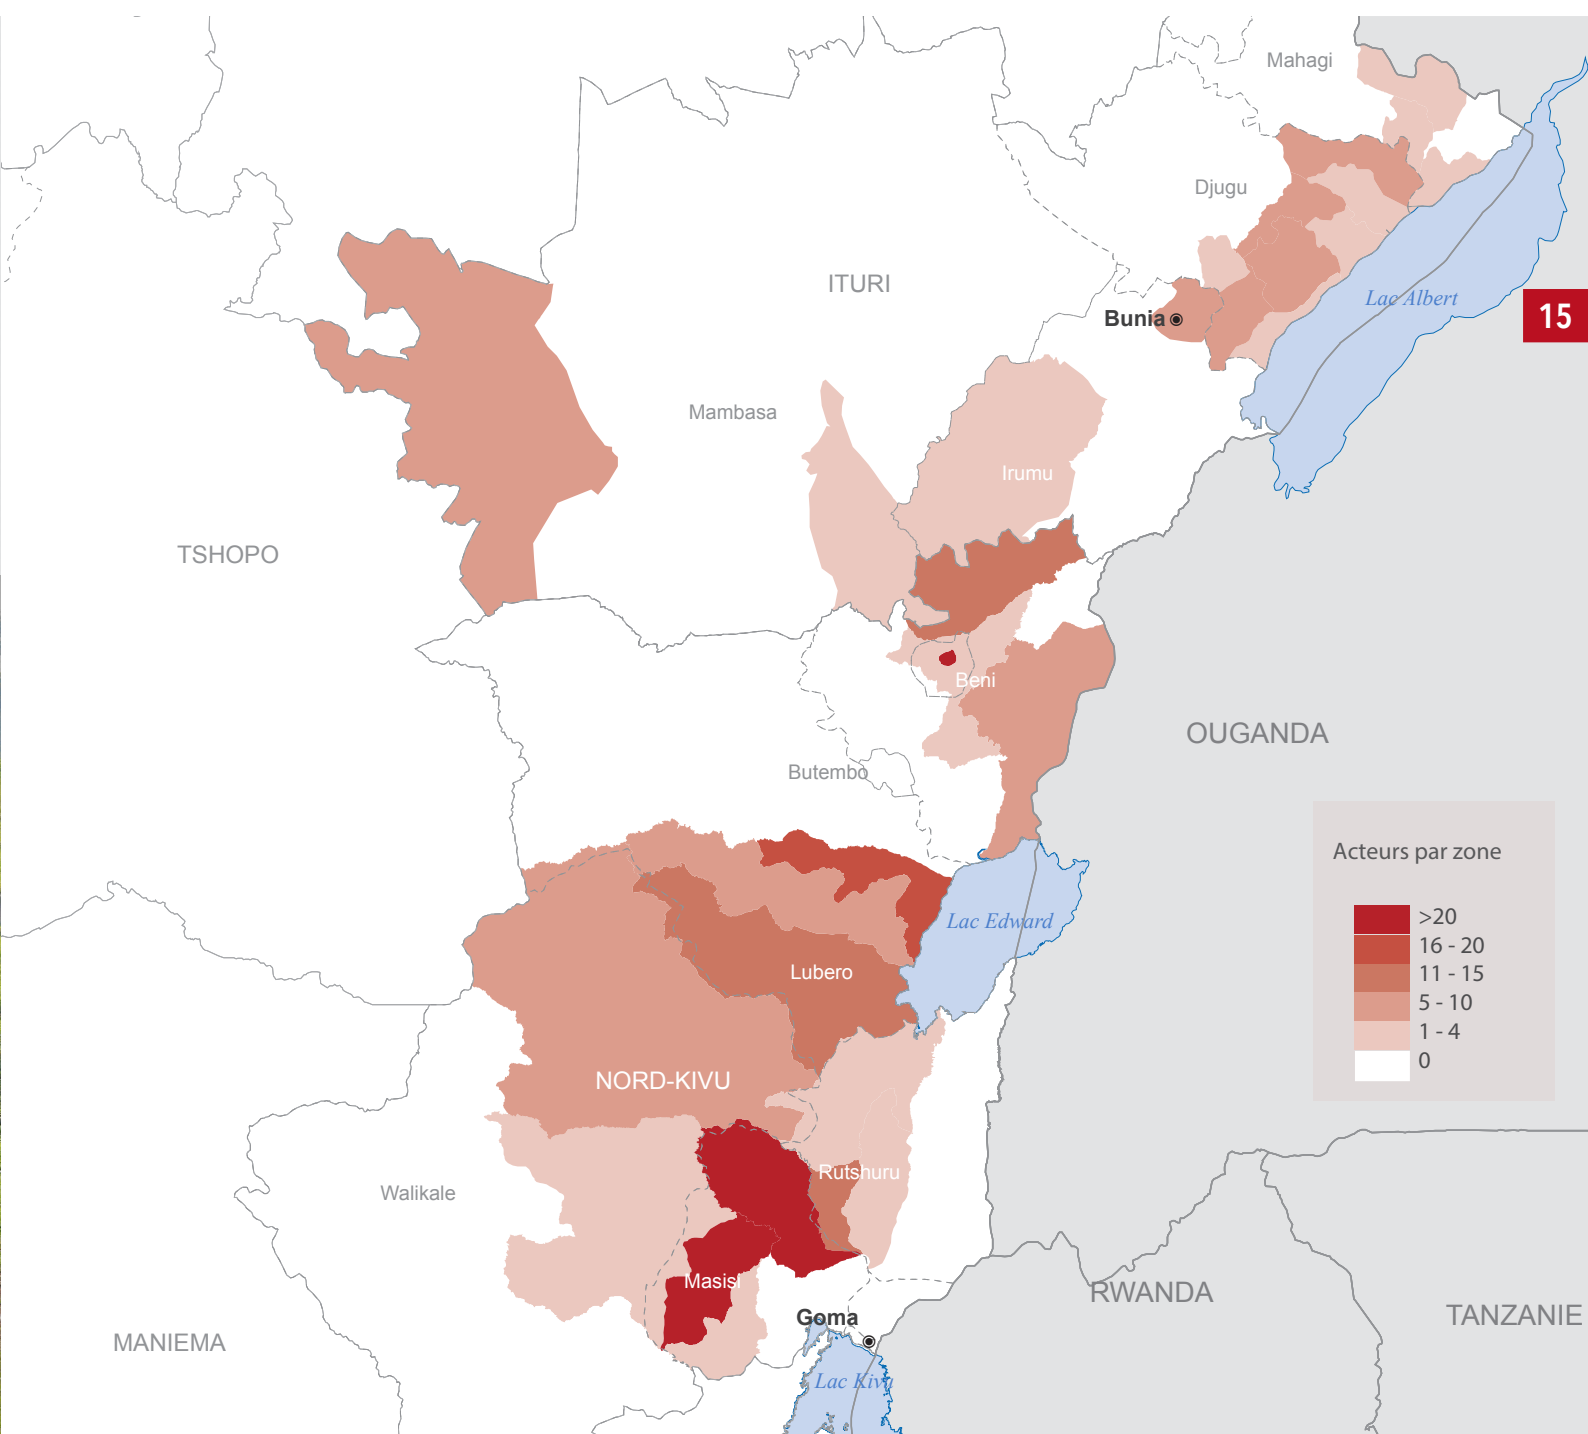 Mahagi
Djugu
ITURI
Lac Albert
Bunia
15
Mambasa
Irumu
TSHOPO
Beni
OUGANDA
Butembo
Acteurs par zone
>20
16 - 20
11 - 15
5 - 10
1 - 4
0
Lac Edward
Lubero
NORD-KIVU
Rutshuru
Walikale
Masisi
RWANDA
Goma
TANZANIE
MANIEMA
Lac Kivu